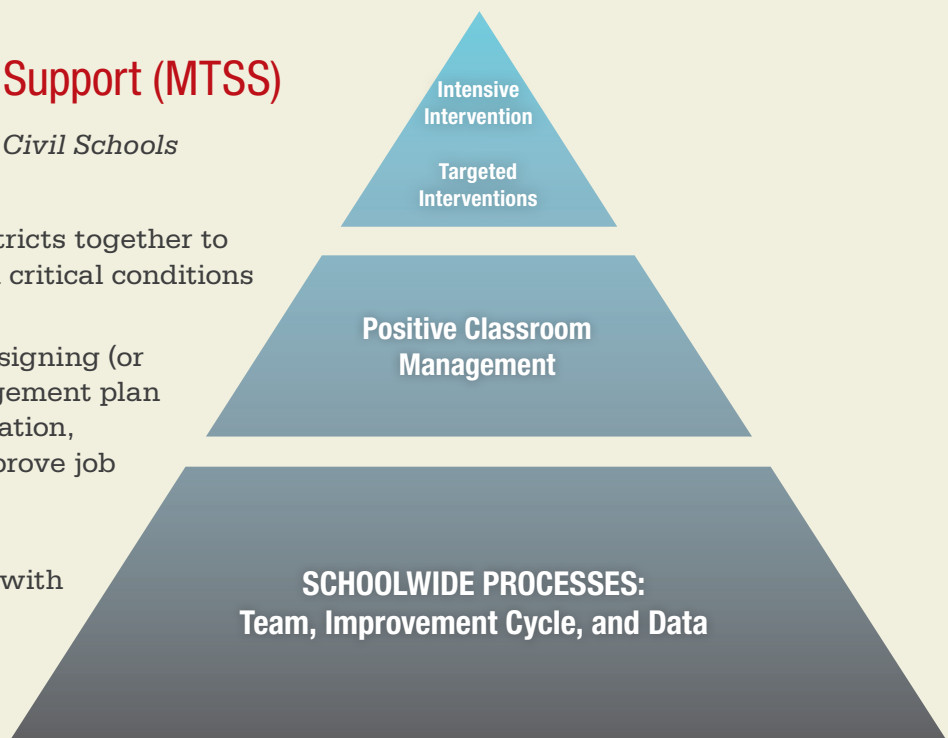 Support (MTSS)
Civil Schools
tricts together to
critical conditions
signing (or
gement plan
ation,
prove job
with
Intensive
Intervention
Targeted
Interventions
Positive Classroom
Management
SCHOOLWIDE PROCESSES:
Team, Improvement Cycle, and Data